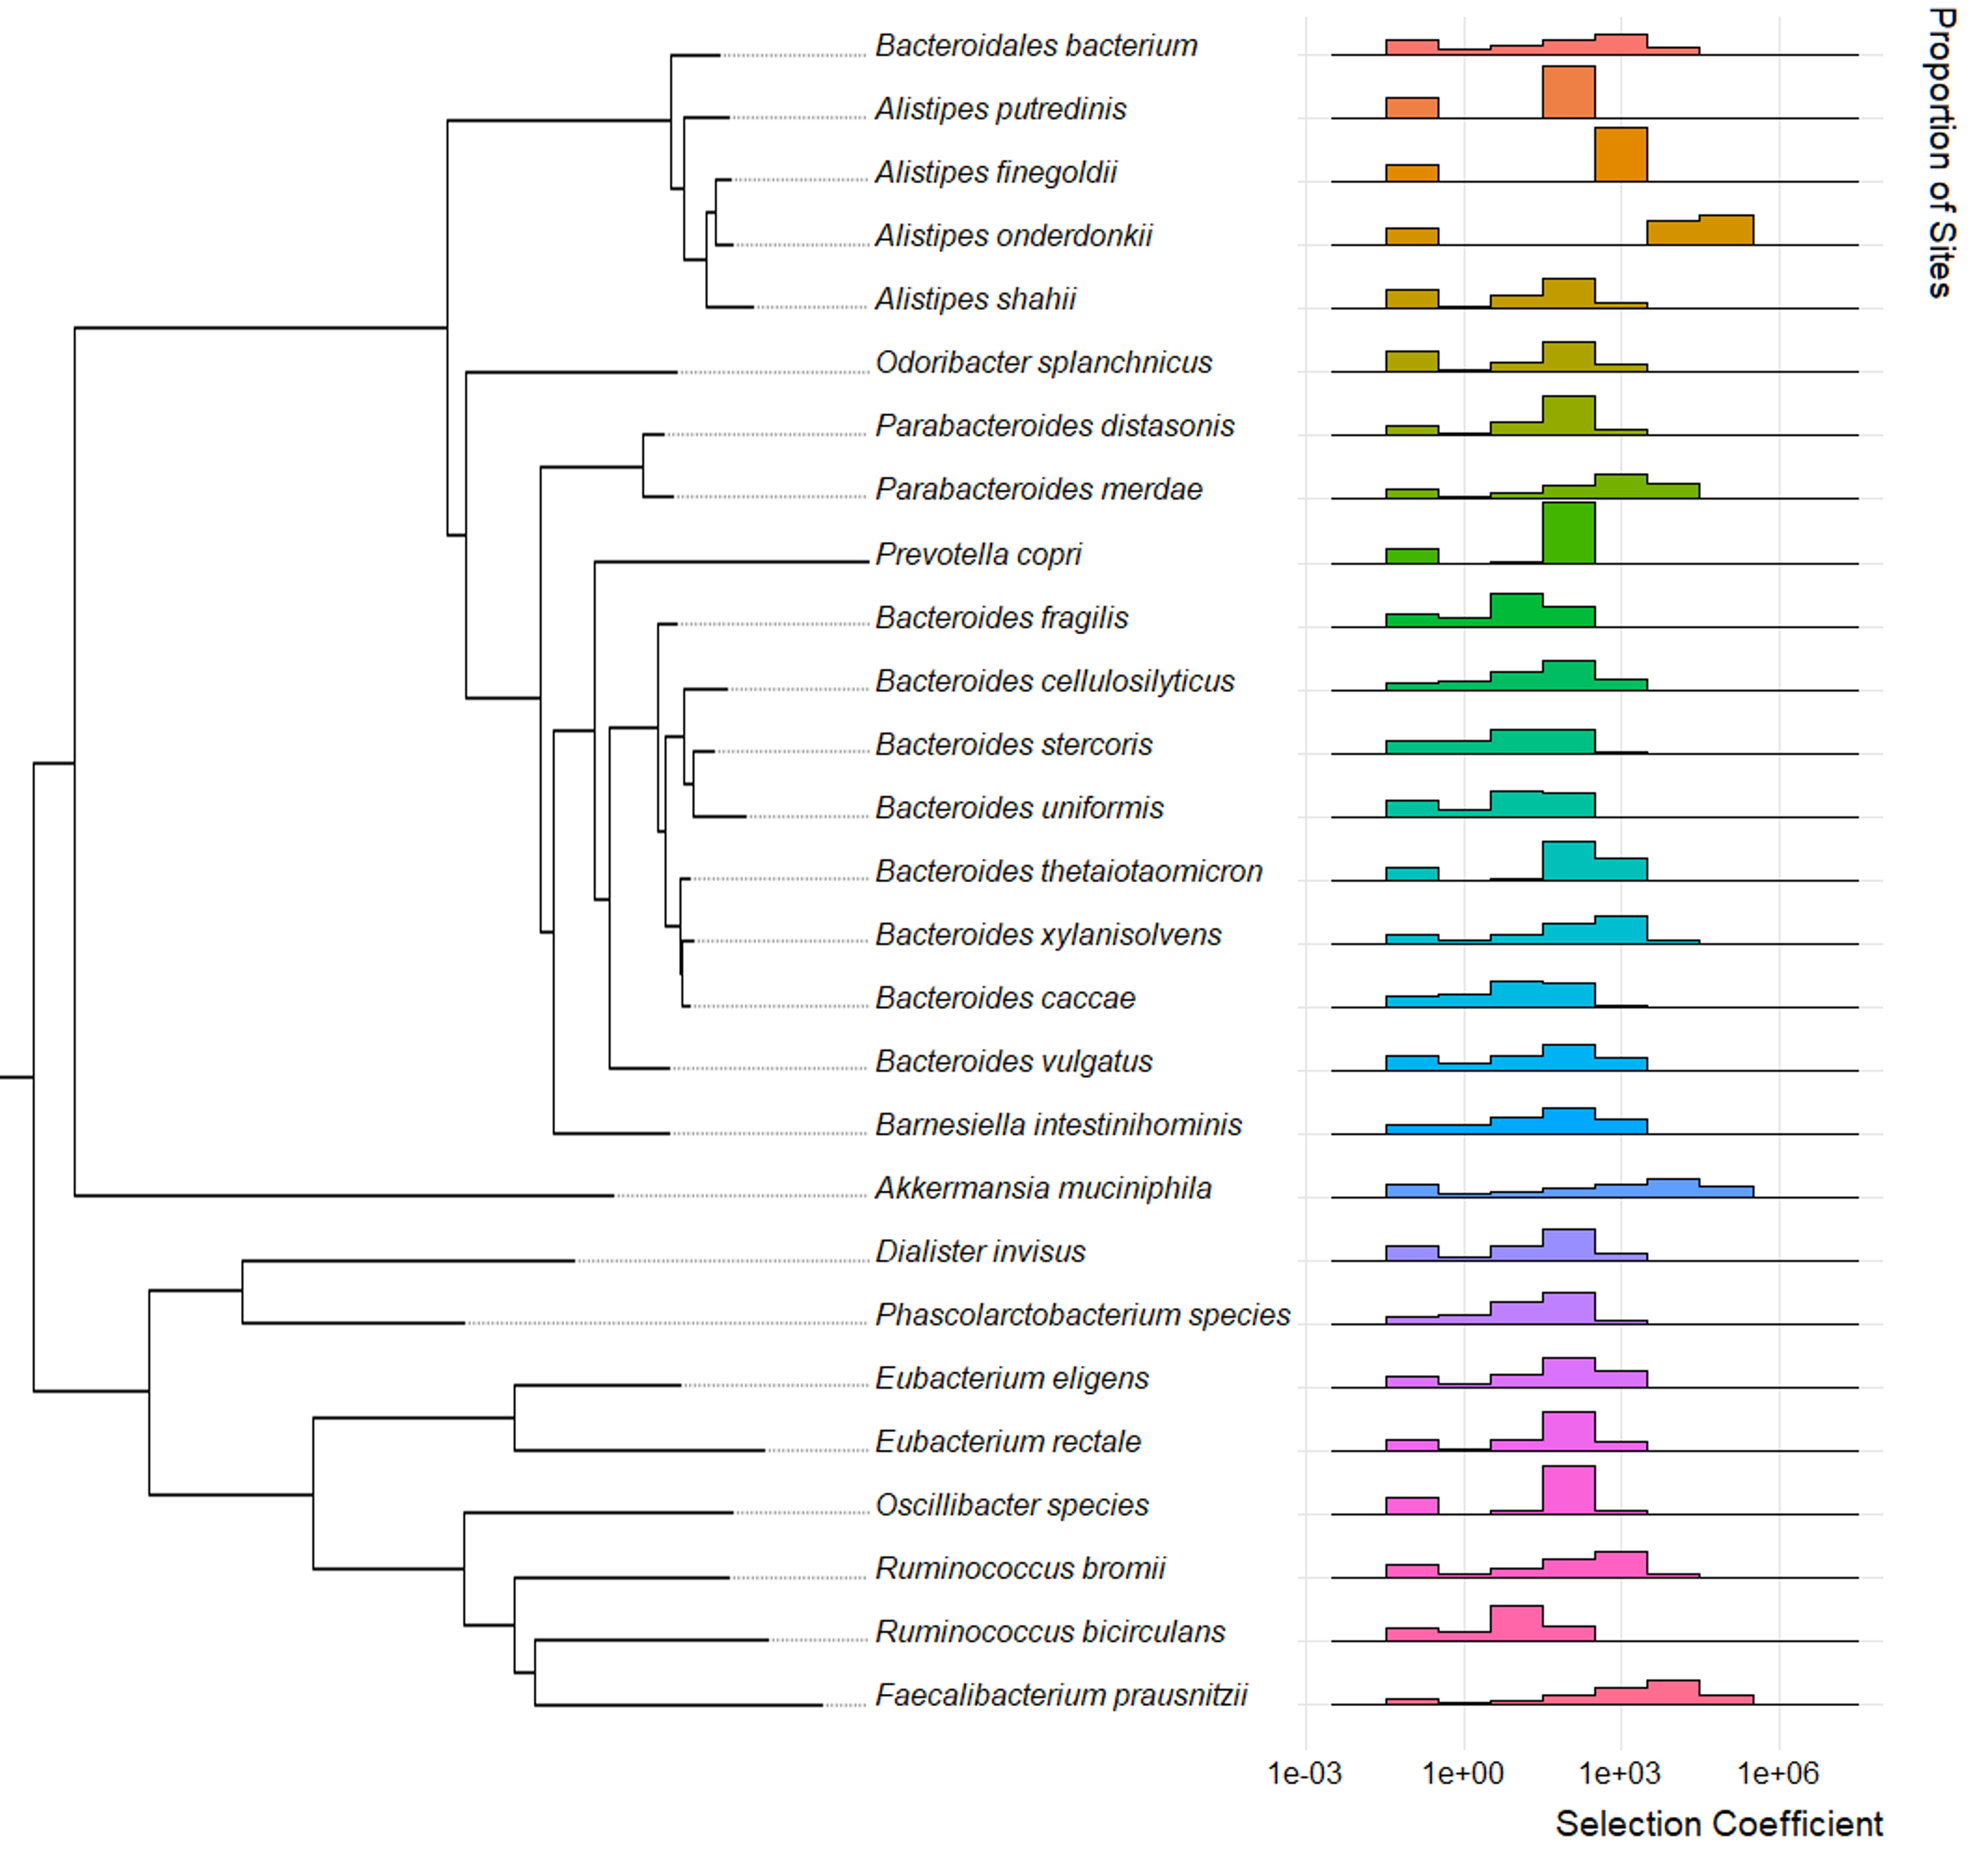 Bacteroidales bacterium
Alistipes putredinis
Alistipes finegoldii
Alistipes onderdonkii
Alistipes shahii
Odoribacter splanchnicus
Parabacteroides distasonis
Parabacteroides merdae
Prevotella copri
Bacteroides fragilis
Bacteroides cellulosilyticus
Bacteroides stercoris
Bacteroides uniformis
Bacteroides thetaiotaomicron
Bacteroides xylanisolvens
Bacteroides caccae
Bacteroides vulgatus
Barnesiella intestinihominis
Akkermansia muciniphila
Dialister invisus
Phascolarctobacterium species
Eubacterium eligens
Eubacterium rectale
Oscillibacter species
Ruminococcus bromii
Ruminococcus bicirculans
Faecalibacterium prausnitzii
1e-03 1e+00 1e+03 1e+06
Selection Coefficient
Proportion of Sites